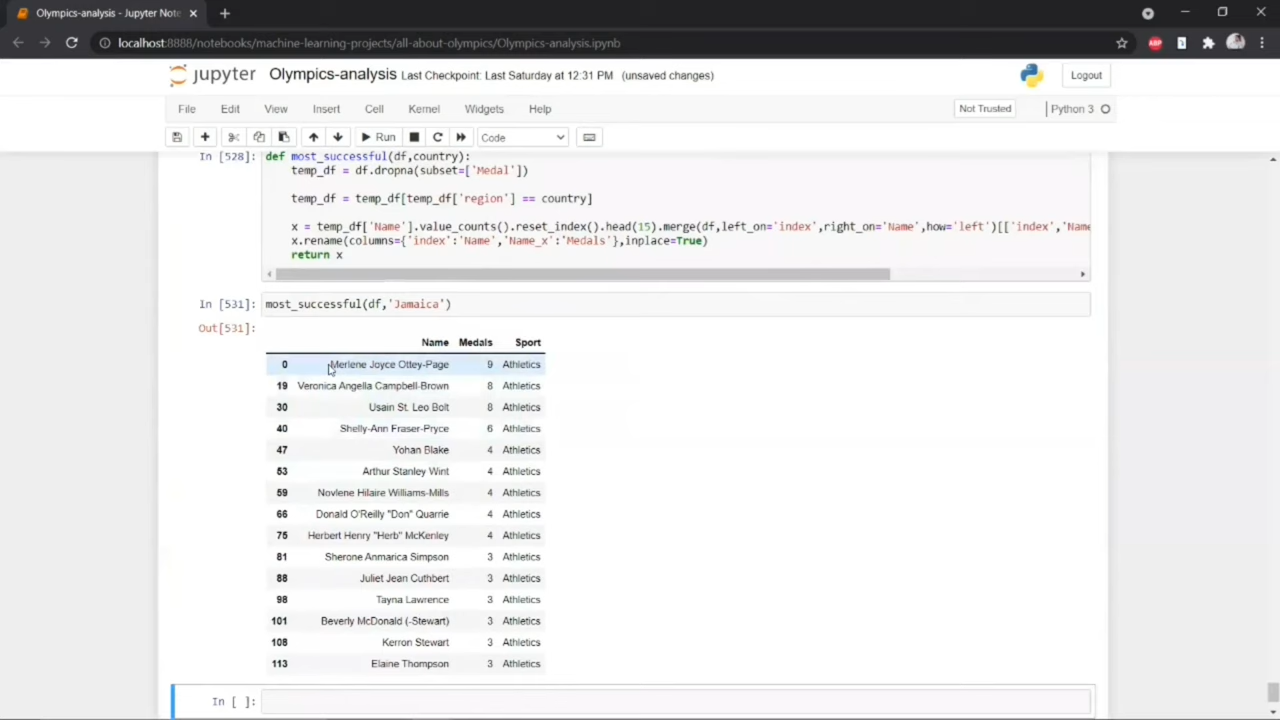 Olympics-analysis - Jupyter Note
localhost:8888/notebooks/machine-learning-projects/all-about-olympics/Olympics-analysis.ipynb
ABP
jupyter Olympics-analysis Last Checkpoint: Last Saturday at 12:31 PM (unsaved changes)
Logout
File Edit View Insert Cell Kernel Widgets Help
Not Trusted
Python 3
Run
Code
In [528]: def most_successful(df,country):
temp_df = df.dropna(subset=['Medal'])
temp_df = temp_df[temp_df['region'] == country]
x = temp_df['Name'].value_counts().reset_index().head(15).merge(df,left_on='index',right_on='Name',how='left')[['index','Name
x.rename(columns={'index':'Name','Name_x':'Medals'},inplace=True)
return x
In [531]: most_successful(df,'Jamaica')
Out[531]:
Name Medals Sport
0 Merlene Joyce Ottey-Page 9 Athletics
19 Veronica Angella Campbell-Brown 8 Athletics
30 Usain St. Leo Bolt 8 Athletics
40 Shelly-Ann Fraser-Pryce 6 Athletics
47 Yohan Blake 4 Athletics
53 Arthur Stanley Wint 4 Athletics
59 Novlene Hilaire Williams-Mills 4 Athletics
66 Donald O'Reilly "Don" Quarrie 4 Athletics
75 Herbert Henry "Herb" McKenley 4 Athletics
81 Sherone Anmarica Simpson 3 Athletics
88 Juliet Jean Cuthbert 3 Athletics
98 Tayna Lawrence 3 Athletics
101 Beverly McDonald (-Stewart) 3 Athletics
108 Kerron Stewart 3 Athletics
113 Elaine Thompson 3 Athletics
In [ ]: